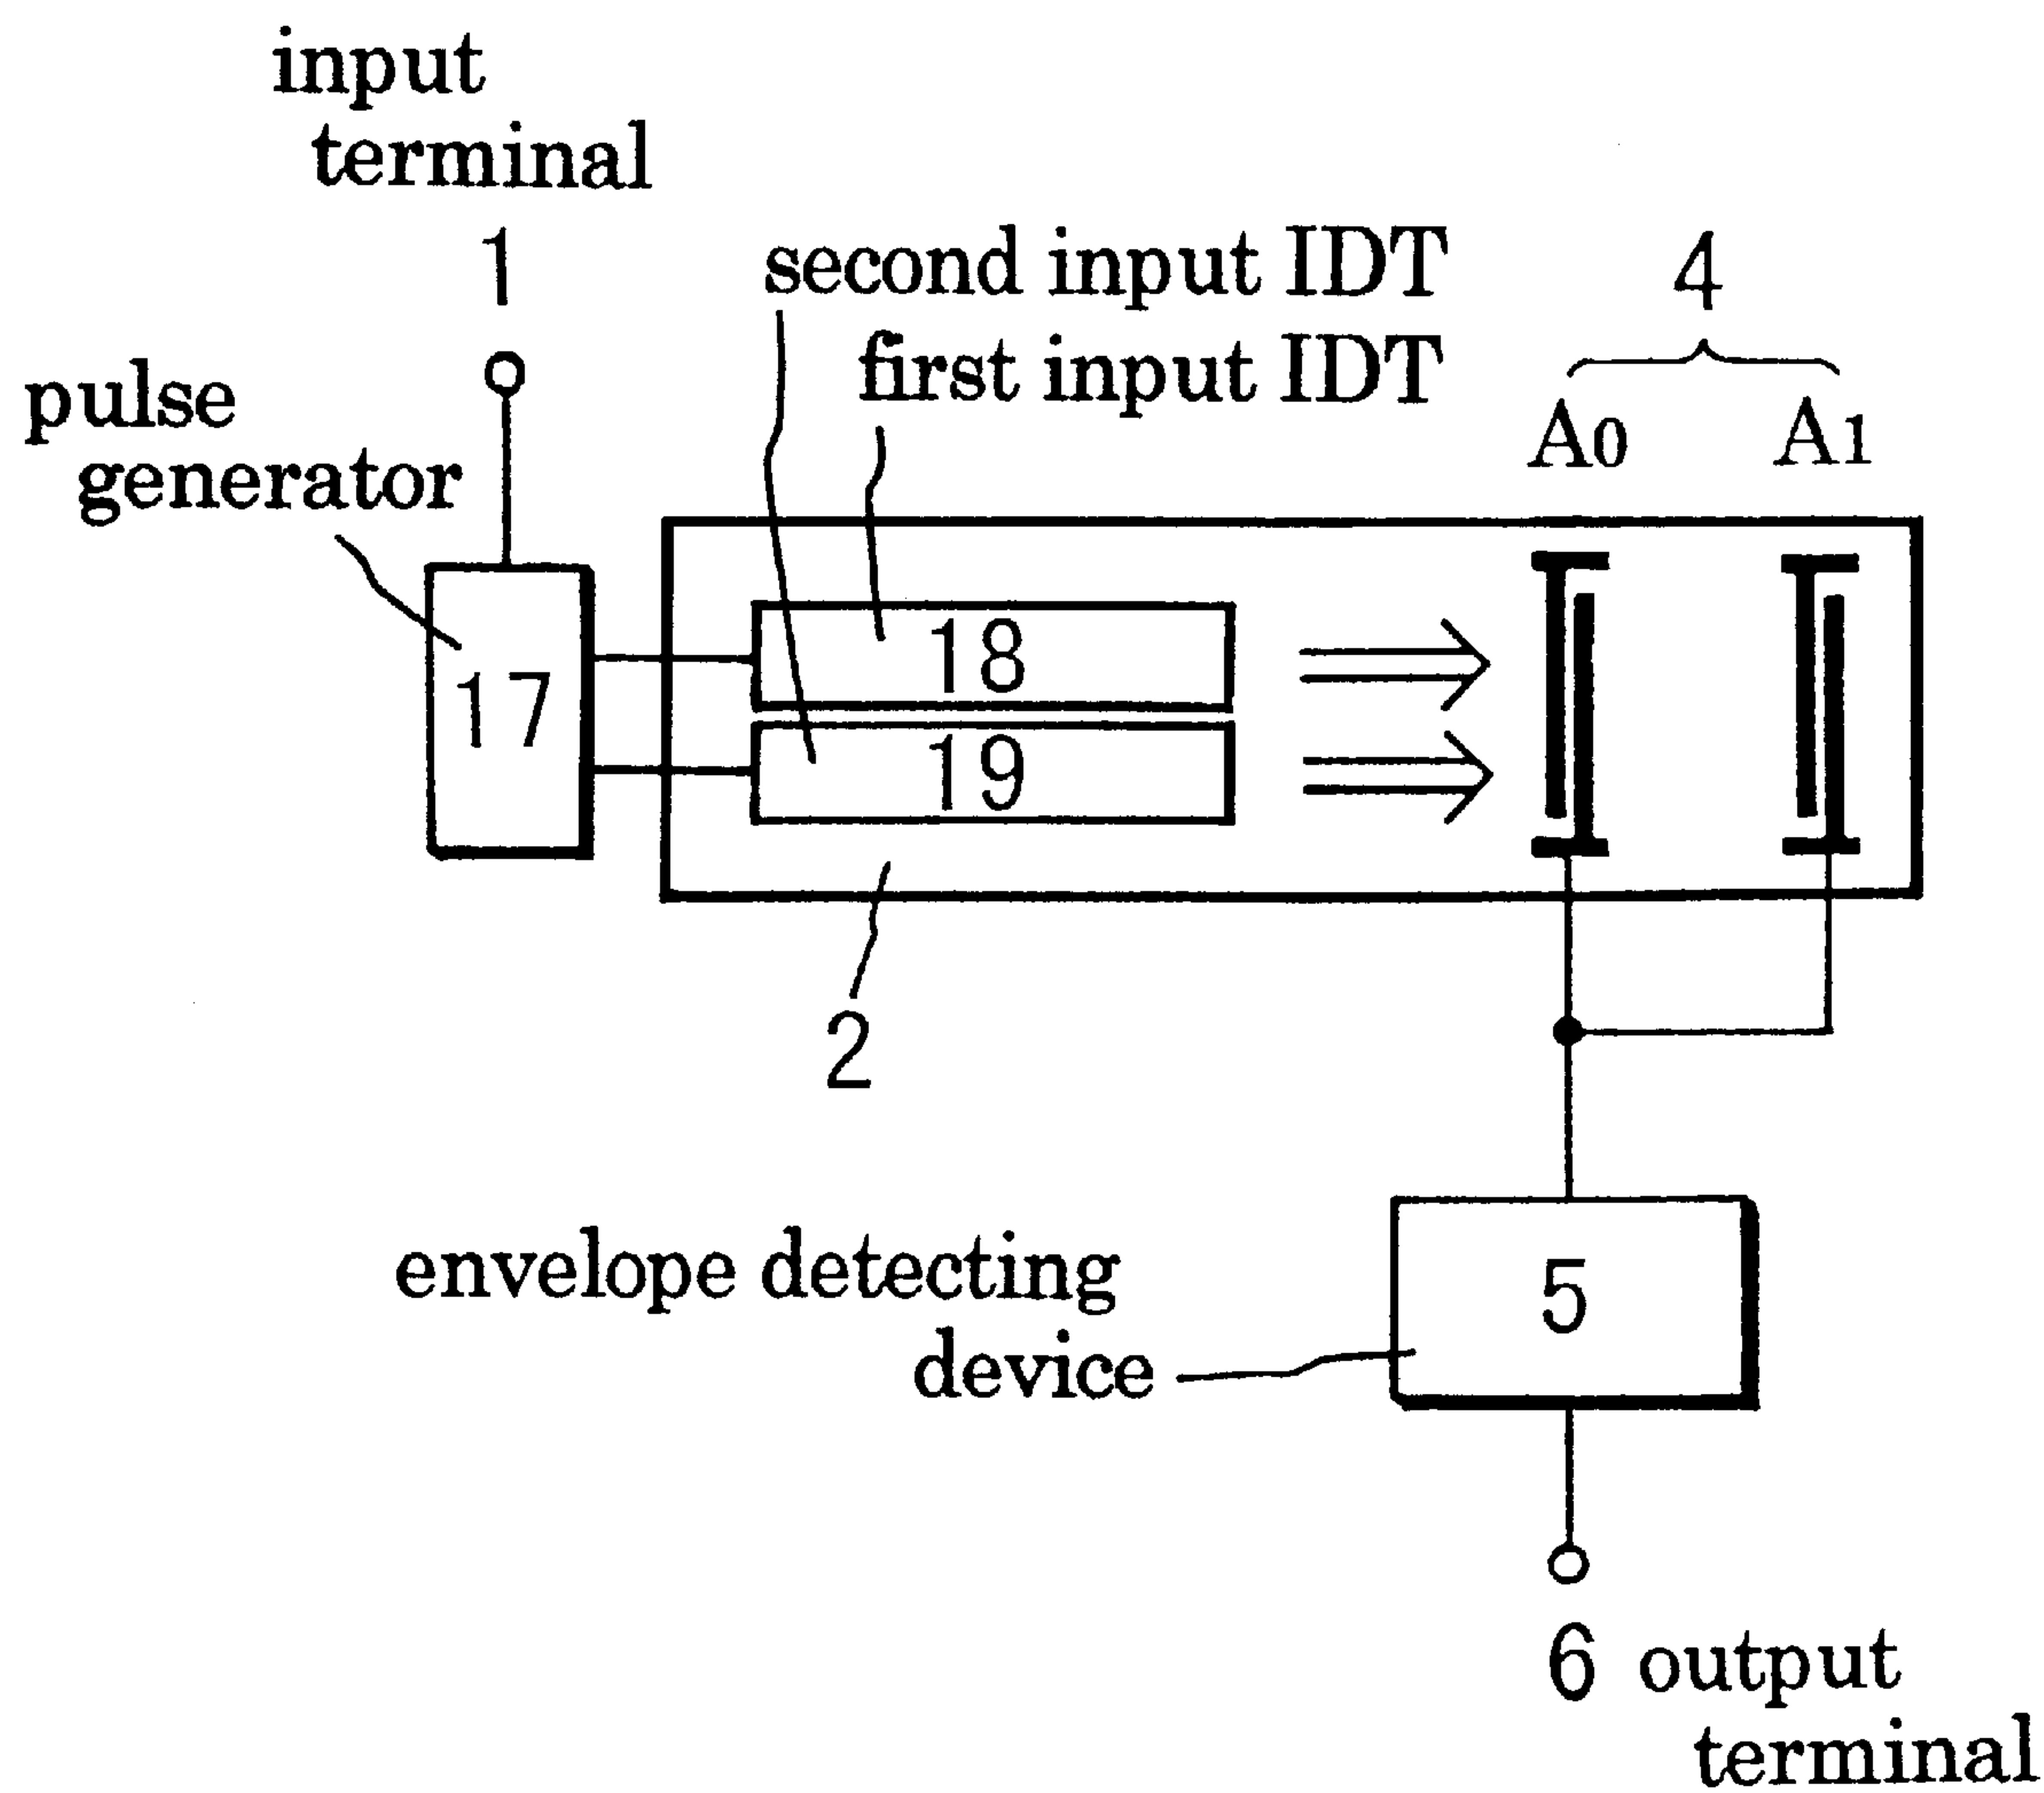 input
terminal
1
second input IDT
first input IDT
4
A0 A1
pulse
generator
17
18
19
2
envelope detecting
device
5
6 output
terminal